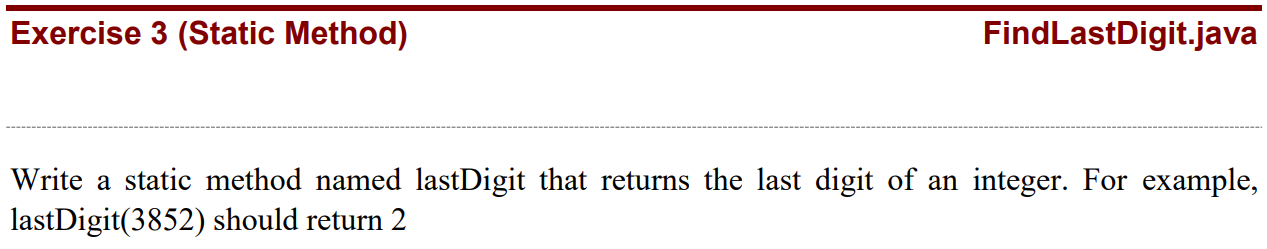 Exercise 3 (Static Method) FindLastDigit.java
Write a static method named lastDigit that returns the last digit of an integer. For example,
lastDigit(3852) should return 2